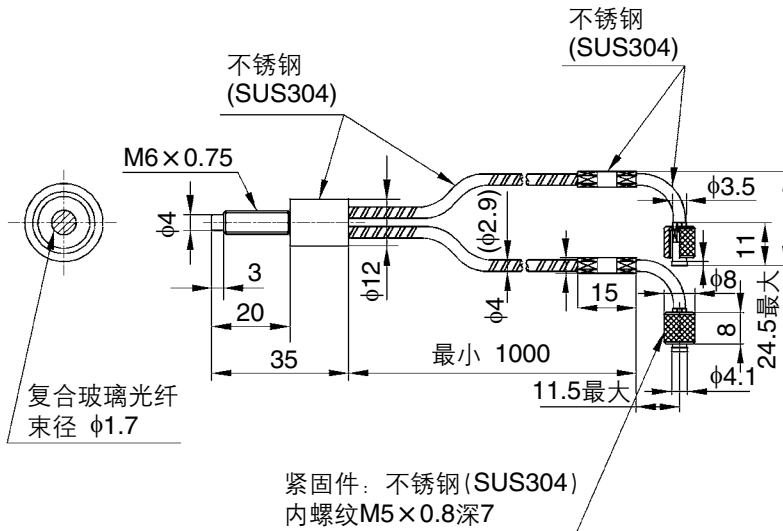 不锈钢
(SUS304)
不锈钢
(SUS304)
M6×0.75
ϕ4
3
20
35
ϕ12
(ϕ2.9)
ϕ4
15
最小 1000
ϕ3.5
11
ϕ8
8
24.5最大
ϕ4.1
11.5最大
复合玻璃光纤
束径 ϕ1.7
紧固件：不锈钢(SUS304)
内螺纹M5×0.8深7